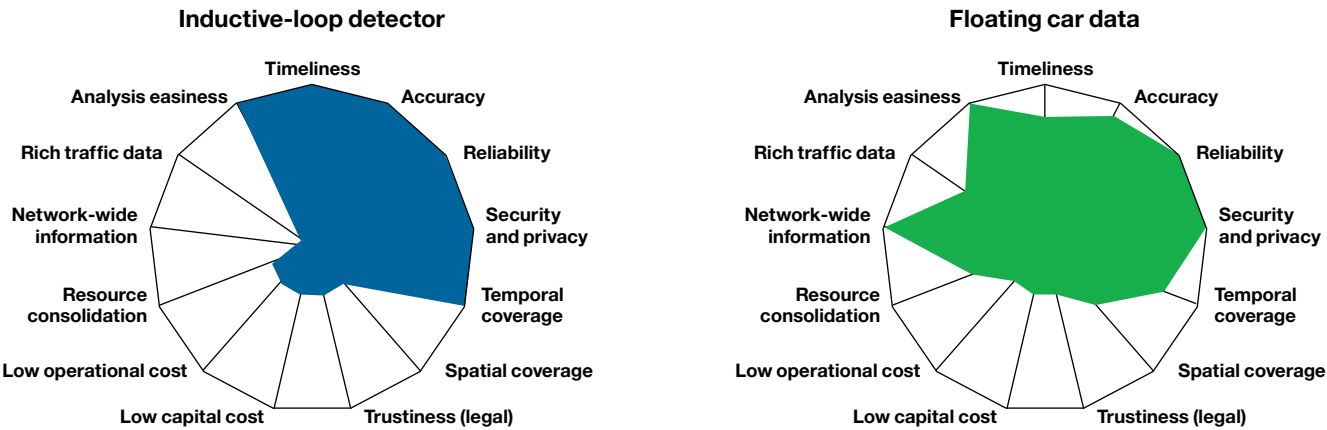 Inductive-loop detector
Timeliness
Analysis easiness
Accuracy
Rich traffic data
Reliability
Network-wide
information
Security
and privacy
Resource
consolidation
Temporal
coverage
Low operational cost
Spatial coverage
Low capital cost
Trustiness (legal)
Floating car data
Timeliness
Analysis easiness
Accuracy
Rich traffic data
Reliability
Network-wide
information
Security
and privacy
Resource
consolidation
Temporal
coverage
Low operational cost
Spatial coverage
Low capital cost
Trustiness (legal)